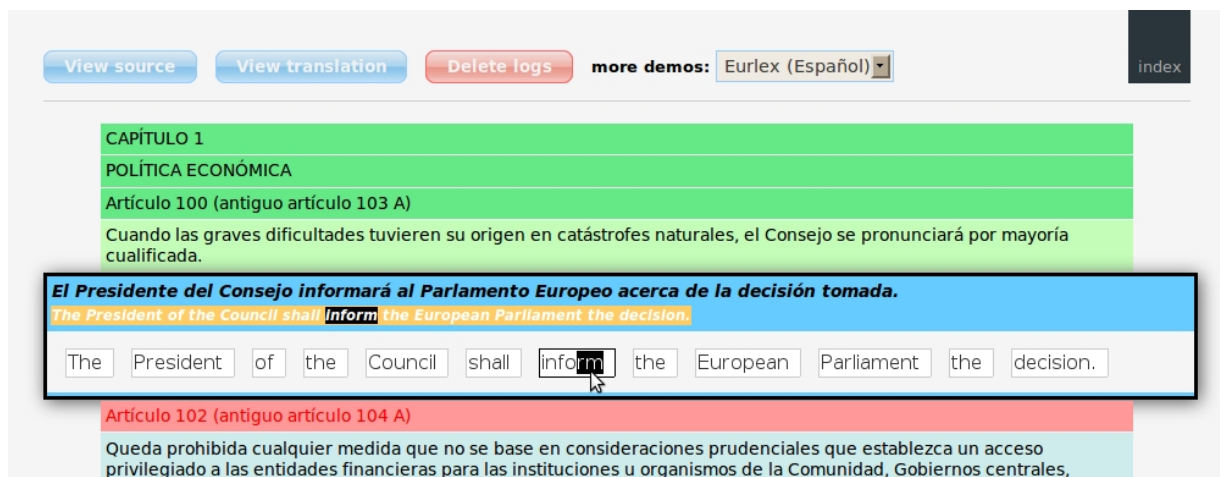 View source View translation Delete logs more demos: Eurlex (Español) index
CAPÍTULO 1
POLÍTICA ECONÓMICA
Artículo 100 (antiguo artículo 103 A)
Cuando las graves dificultades tuvieren su origen en catástrofes naturales, el Consejo se pronunciará por mayoría
cualificada.
El Presidente del Consejo informará al Parlamento Europeo acerca de la decisión tomada.
The President of the Council shall inform the European Parliament the decision.
The President of the Council shall inform the European Parliament the decision.
Artículo 102 (antiguo artículo 104 A)
Queda prohibida cualquier medida que no se base en consideraciones prudenciales que establezca un acceso
privilegiado a las entidades financieras para las instituciones u organismos de la Comunidad, Gobiernos centrales,